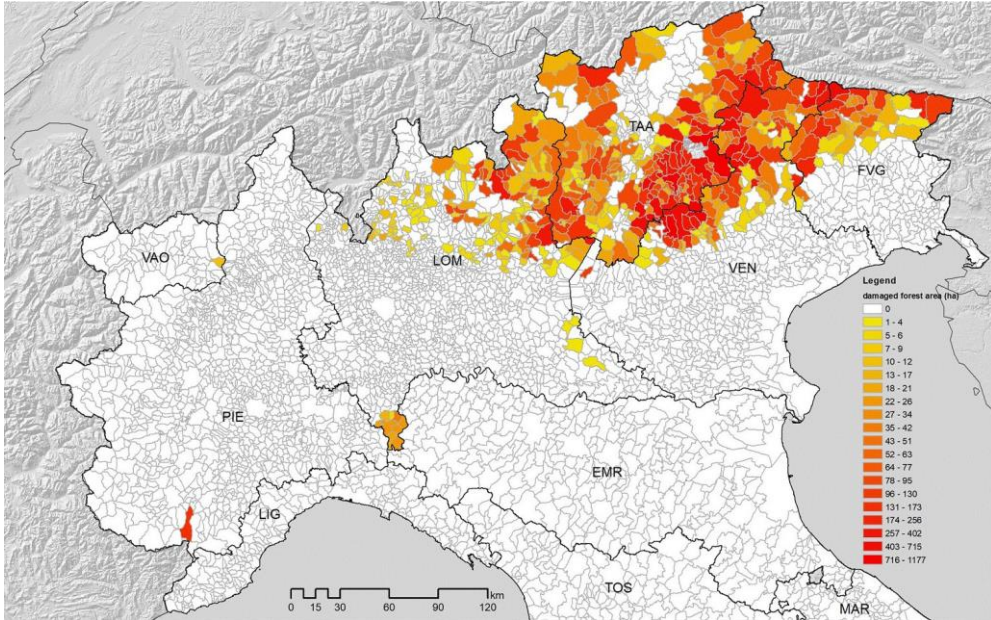 TAA
FVG
VAO
LOM
VEN
Legend
damaged forest area (ha)
0
1 - 4
5 - 6
7 - 9
10 - 12
13 - 17
18 - 21
22 - 26
27 - 34
35 - 42
43 - 51
52 - 63
64 - 77
78 - 95
96 - 130
131 - 173
174 - 256
257 - 402
403 - 715
716 - 1177
PIE
EMR
LIG
km
0 15 30 60 90 120
TOS
MAR